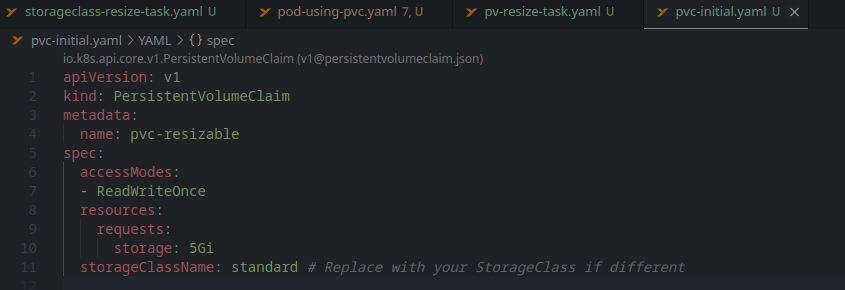 storageclass-resize-task.yaml U
pod-using-pvc.yaml 7, U
pv-resize-task.yaml U
pvc-initial.yaml U ×
pvc-initial.yaml > YAML > {} spec
io.k8s.api.core.v1.PersistentVolumeClaim (v1@persistentvolumeclaim.json)
1 apiVersion: v1
2 kind: PersistentVolumeClaim
3 metadata:
4   name: pvc-resizable
5 spec:
6   accessModes:
7   - ReadWriteOnce
8   resources:
9     requests:
10       storage: 5Gi
11   storageClassName: standard # Replace with your StorageClass if different
12